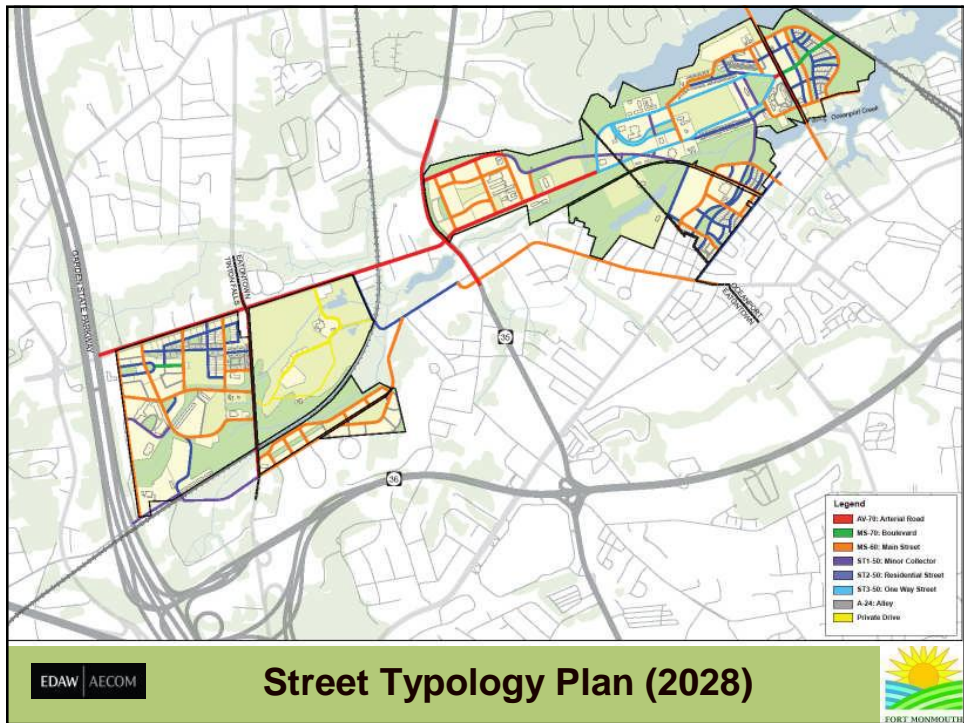 GARDEN STATE PARKWAY
EATONTOWN
TINTON FALLS
35
36
OCEANPORT
EATONTOWN
Oceanport Creek
Legend
AV-70: Arterial Road
MS-70: Boulevard
MS-60: Main Street
ST1-50: Minor Collector
ST2-50: Residential Street
ST3-50: One Way Street
A-24: Alley
Private Drive
EDAW AECOM
Street Typology Plan (2028)
FORT MONMOUTH